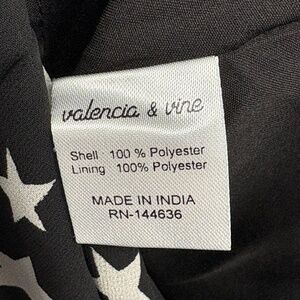 valencia & vine
Shell : 100 % Polyester
Lining : 100% Polyester
MADE IN INDIA
RN-144636